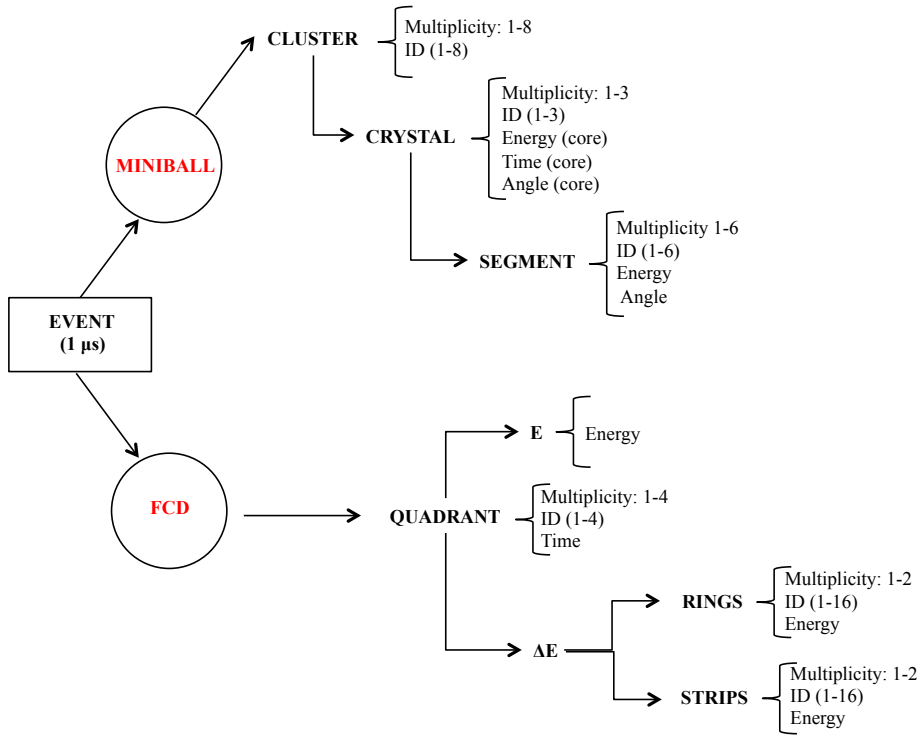 CLUSTER
Multiplicity: 1-8
ID (1-8)
MINIBALL
CRYSTAL
Multiplicity: 1-3
ID (1-3)
Energy (core)
Time (core)
Angle (core)
SEGMENT
Multiplicity 1-6
ID (1-6)
Energy
Angle
EVENT
(1 μs)
FCD
QUADRANT
Multiplicity: 1-4
ID (1-4)
Time
E
Energy
ΔE
RINGS
Multiplicity: 1-2
ID (1-16)
Energy
STRIPS
Multiplicity: 1-2
ID (1-16)
Energy